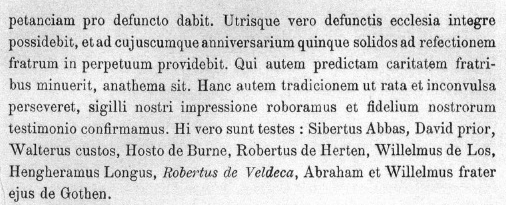 petanciam pro defuncto dabit. Utrisque vero defunctis ecclesia integre
possidebit, et ad cujuscumque anniversarium quinque solidos ad refectionem
fratrum in perpetuum providebit. Qui autem predictam caritatem fratri-
bus minuerit, anathema sit. Hanc autem tradicionem ut rata et inconvulsa
perseveret, sigilli nostri impressione roboramus et fidelium nostrorum
testimonio confirmamus. Hi vero sunt testes : Sibertus Abbas, David prior,
Walterus custos, Hosto de Burne, Robertus de Herten, Willelmus de Los,
Hengheramus Longus, Robertus de Veldeca, Abraham et Willelmus frater
ejus de Gothen.